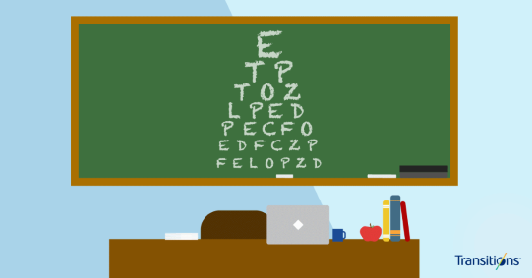 E
T P
T O Z
L P E D
P E C F O
E D F C Z P
F E L O P Z D
Transitions